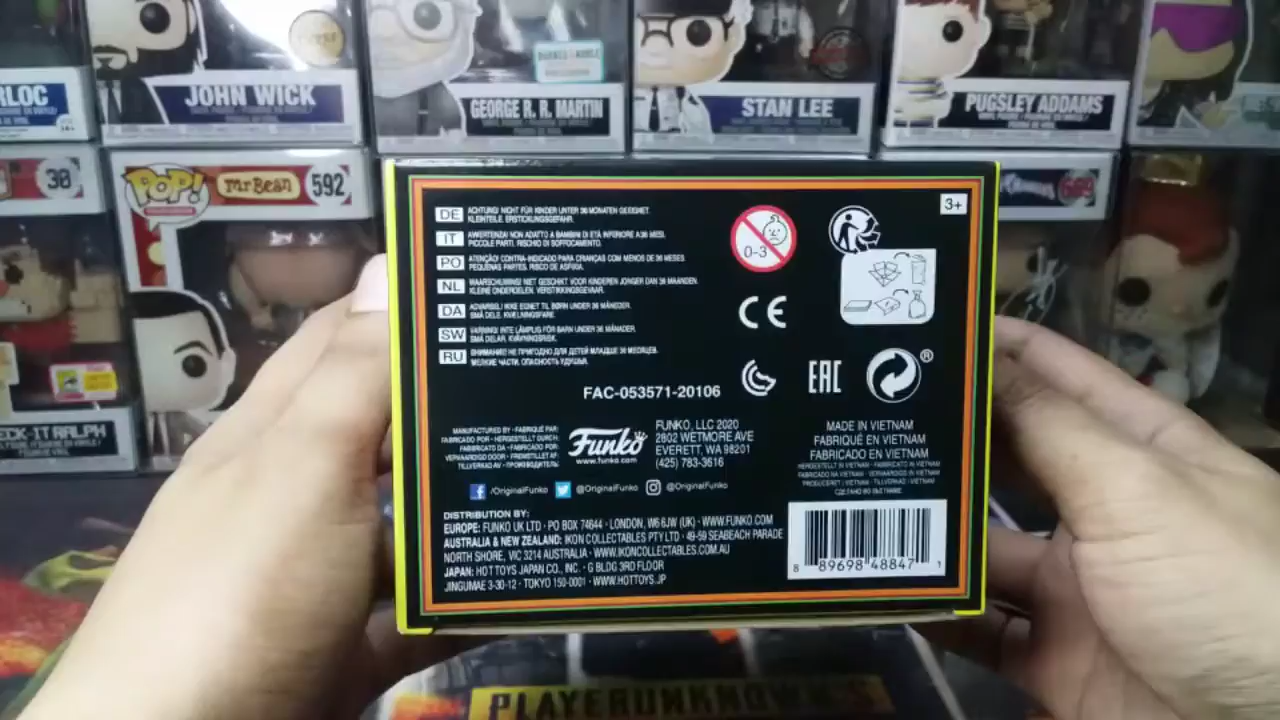 RLOC
JOHN WICK
GEORGE R. R. MARTIN
STAN LEE
PUGSLEY ADDAMS
30
POP!
Mr Bean
592
3+
DE
ACHTUNG! NICHT FÜR KINDER UNTER 36 MONATEN GEEIGNET.
KLEINTEILE. ERSTICKUNGSGEFAHR.
IT
AVVERTENZA! NON ADATTO A BAMBINI DI ETÀ INFERIORE A 36 MESI.
PICCOLE PARTI. RISCHIO DI SOFFOCAMENTO.
PO
ATENÇÃO! CONTRA-INDICADO PARA CRIANÇAS COM MENOS DE 36 MESES.
PEQUENAS PARTES. RISCO DE ASFIXIA.
NL
WAARSCHUWING! NIET GESCHIKT VOOR KINDEREN JONGER DAN 36 MAANDEN.
KLEINE ONDERDELEN. VERSTIKKINGSGEVAAR.
DA
ADVARSEL! IKKE EGNET TIL BØRN UNDER 36 MÅNEDER.
SMÅ DELE. KVÆLNINGSFARE.
SW
VARNING! INTE LÄMPLIG FÖR BARN UNDER 36 MÅNADER.
SMÅ DELAR. KVÄVNINGSRISK.
RU
ВНИМАНИЕ! НЕ ПРИГОДНО ДЛЯ ДЕТЕЙ МЛАДШЕ 36 МЕСЯЦЕВ.
МЕЛКИЕ ЧАСТИ. ОПАСНОСТЬ УДУШЬЯ.
0-3
CE
EAC
®
FAC-053571-20106
MANUFACTURED BY · FABRIQUÉ PAR:
FABRICADO POR · HERGESTELLT DURCH:
FABBRICATO DA · FABRICADO POR:
VERVAARDIGD DOOR · FREMSTILLET AF:
TILLVERKAD AV · ПРОИЗВОДИТЕЛЬ:
Funko
www.funko.com
FUNKO, LLC 2020
2802 WETMORE AVE
EVERETT, WA 98201
(425) 783-3616
MADE IN VIETNAM
FABRIQUÉ EN VIETNAM
FABRICADO EN VIETNAM
HERGESTELLT IN VIETNAM · FABBRICATO IN VIETNAM
FABRICADO NA VIETNAM · VERVAARDIGD IN VIETNAM
PRODUCERET I VIETNAM · TILLVERKAD I VIETNAM
СДЕЛАНО ВО ВЬЕТНАМЕ
/OriginalFunko @OriginalFunko @OriginalFunko
DISTRIBUTION BY:
EUROPE: FUNKO UK LTD · PO BOX 74644 · LONDON, W6 6JW (UK) · WWW.FUNKO.COM
AUSTRALIA & NEW ZEALAND: IKON COLLECTABLES PTY LTD · 49-59 SEABEACH PARADE
NORTH SHORE, VIC 3214 AUSTRALIA · WWW.IKONCOLLECTABLES.COM.AU
JAPAN: HOT TOYS JAPAN CO., INC. · G BLDG 3RD FLOOR
JINGUMAE 3-30-12 · TOKYO 150-0001 · WWW.HOTTOYS.JP
8 89698 48847 1
ECK-IT RALPH
PLAYERUNKNOWN'S